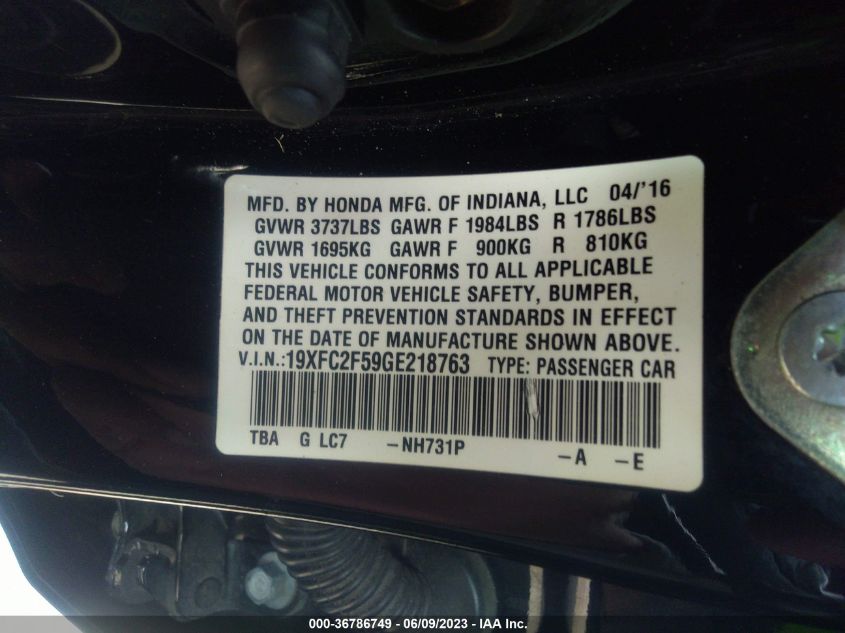 MFD. BY HONDA MFG. OF INDIANA, LLC 04/'16
GVWR 3737LBS GAWR F 1984LBS R 1786LBS
GVWR 1695KG GAWR F 900KG R 810KG
THIS VEHICLE CONFORMS TO ALL APPLICABLE
FEDERAL MOTOR VEHICLE SAFETY, BUMPER,
AND THEFT PREVENTION STANDARDS IN EFFECT
ON THE DATE OF MANUFACTURE SHOWN ABOVE.
V.I.N.:19XFC2F59GE218763 TYPE: PASSENGER CAR
TBA G LC7 -NH731P -A -E
000-36786749 - 06/09/2023 - IAA Inc.